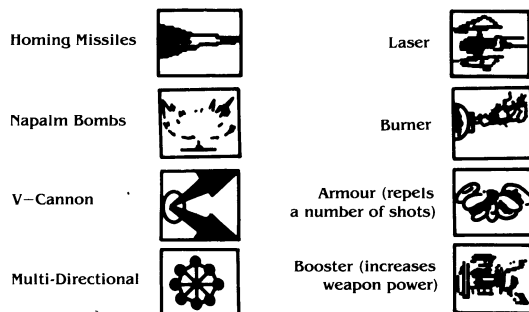 Homing Missiles
Laser
Napalm Bombs
Burner
V-Cannon
Armour (repels
a number of shots)
Multi-Directional
Booster (increases
weapon power)